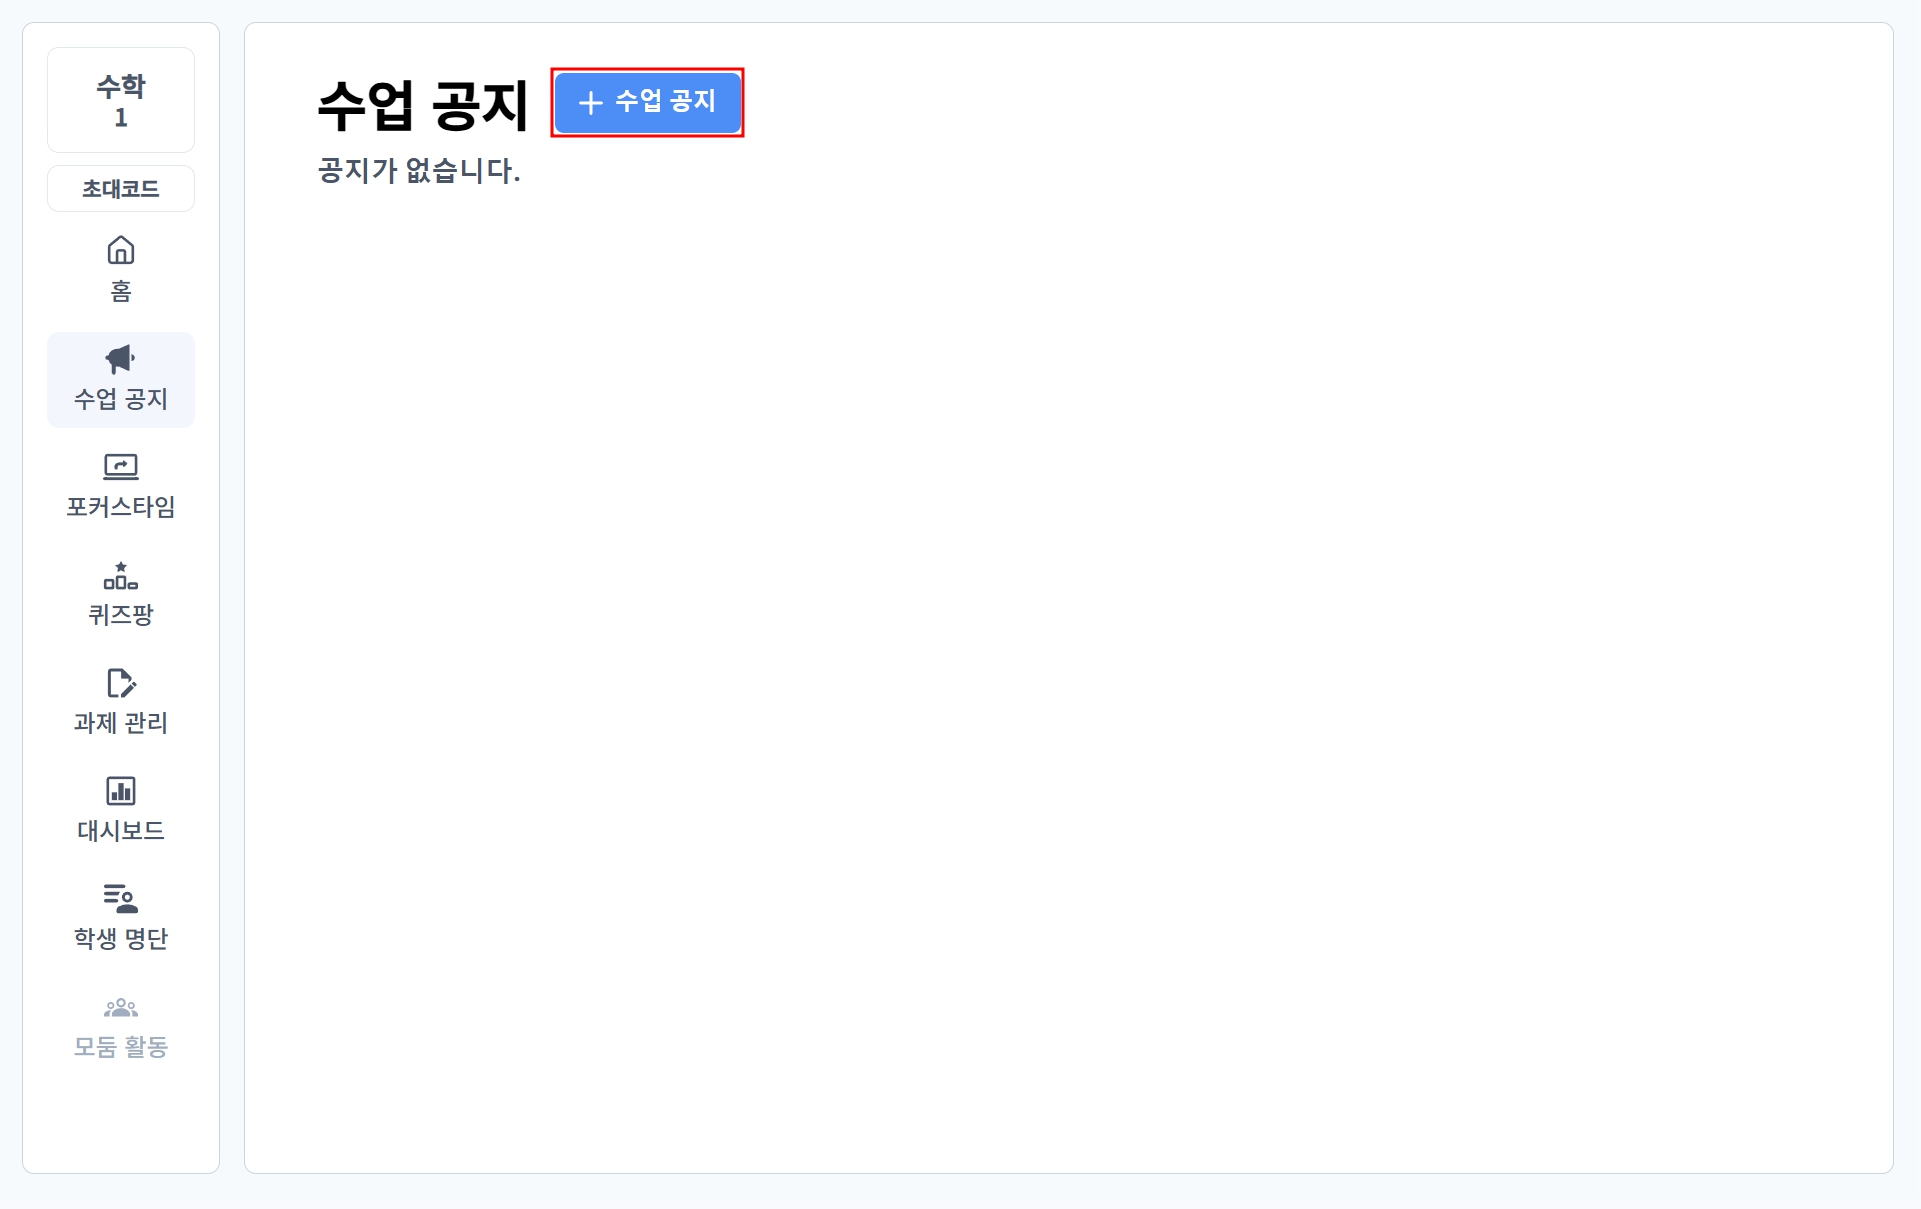 수학
1
초대코드
홈
수업 공지
포커스타임
퀴즈팡
과제 관리
대시보드
학생 명단
모둠 활동
수업 공지
수업 공지
공지가 없습니다.